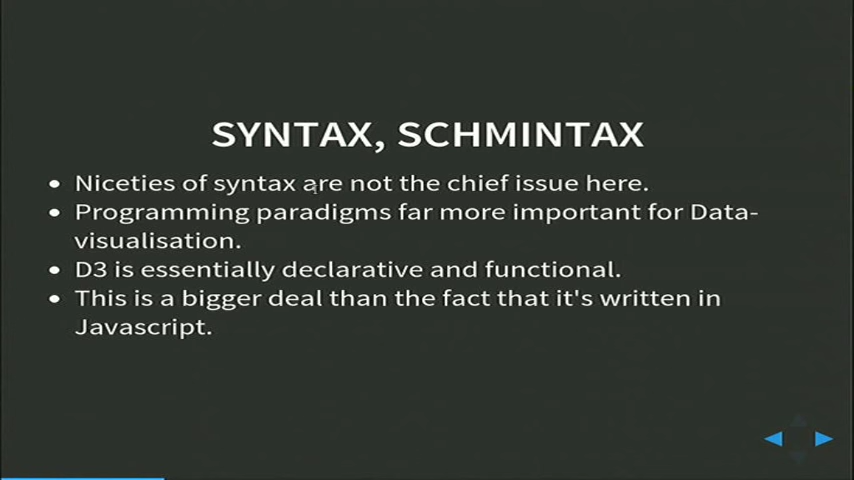 SYNTAX, SCHMINTAX
• Niceties of syntax are not the chief issue here.
• Programming paradigms far more important for Data-
visualisation.
• D3 is essentially declarative and functional.
• This is a bigger deal than the fact that it's written in
Javascript.